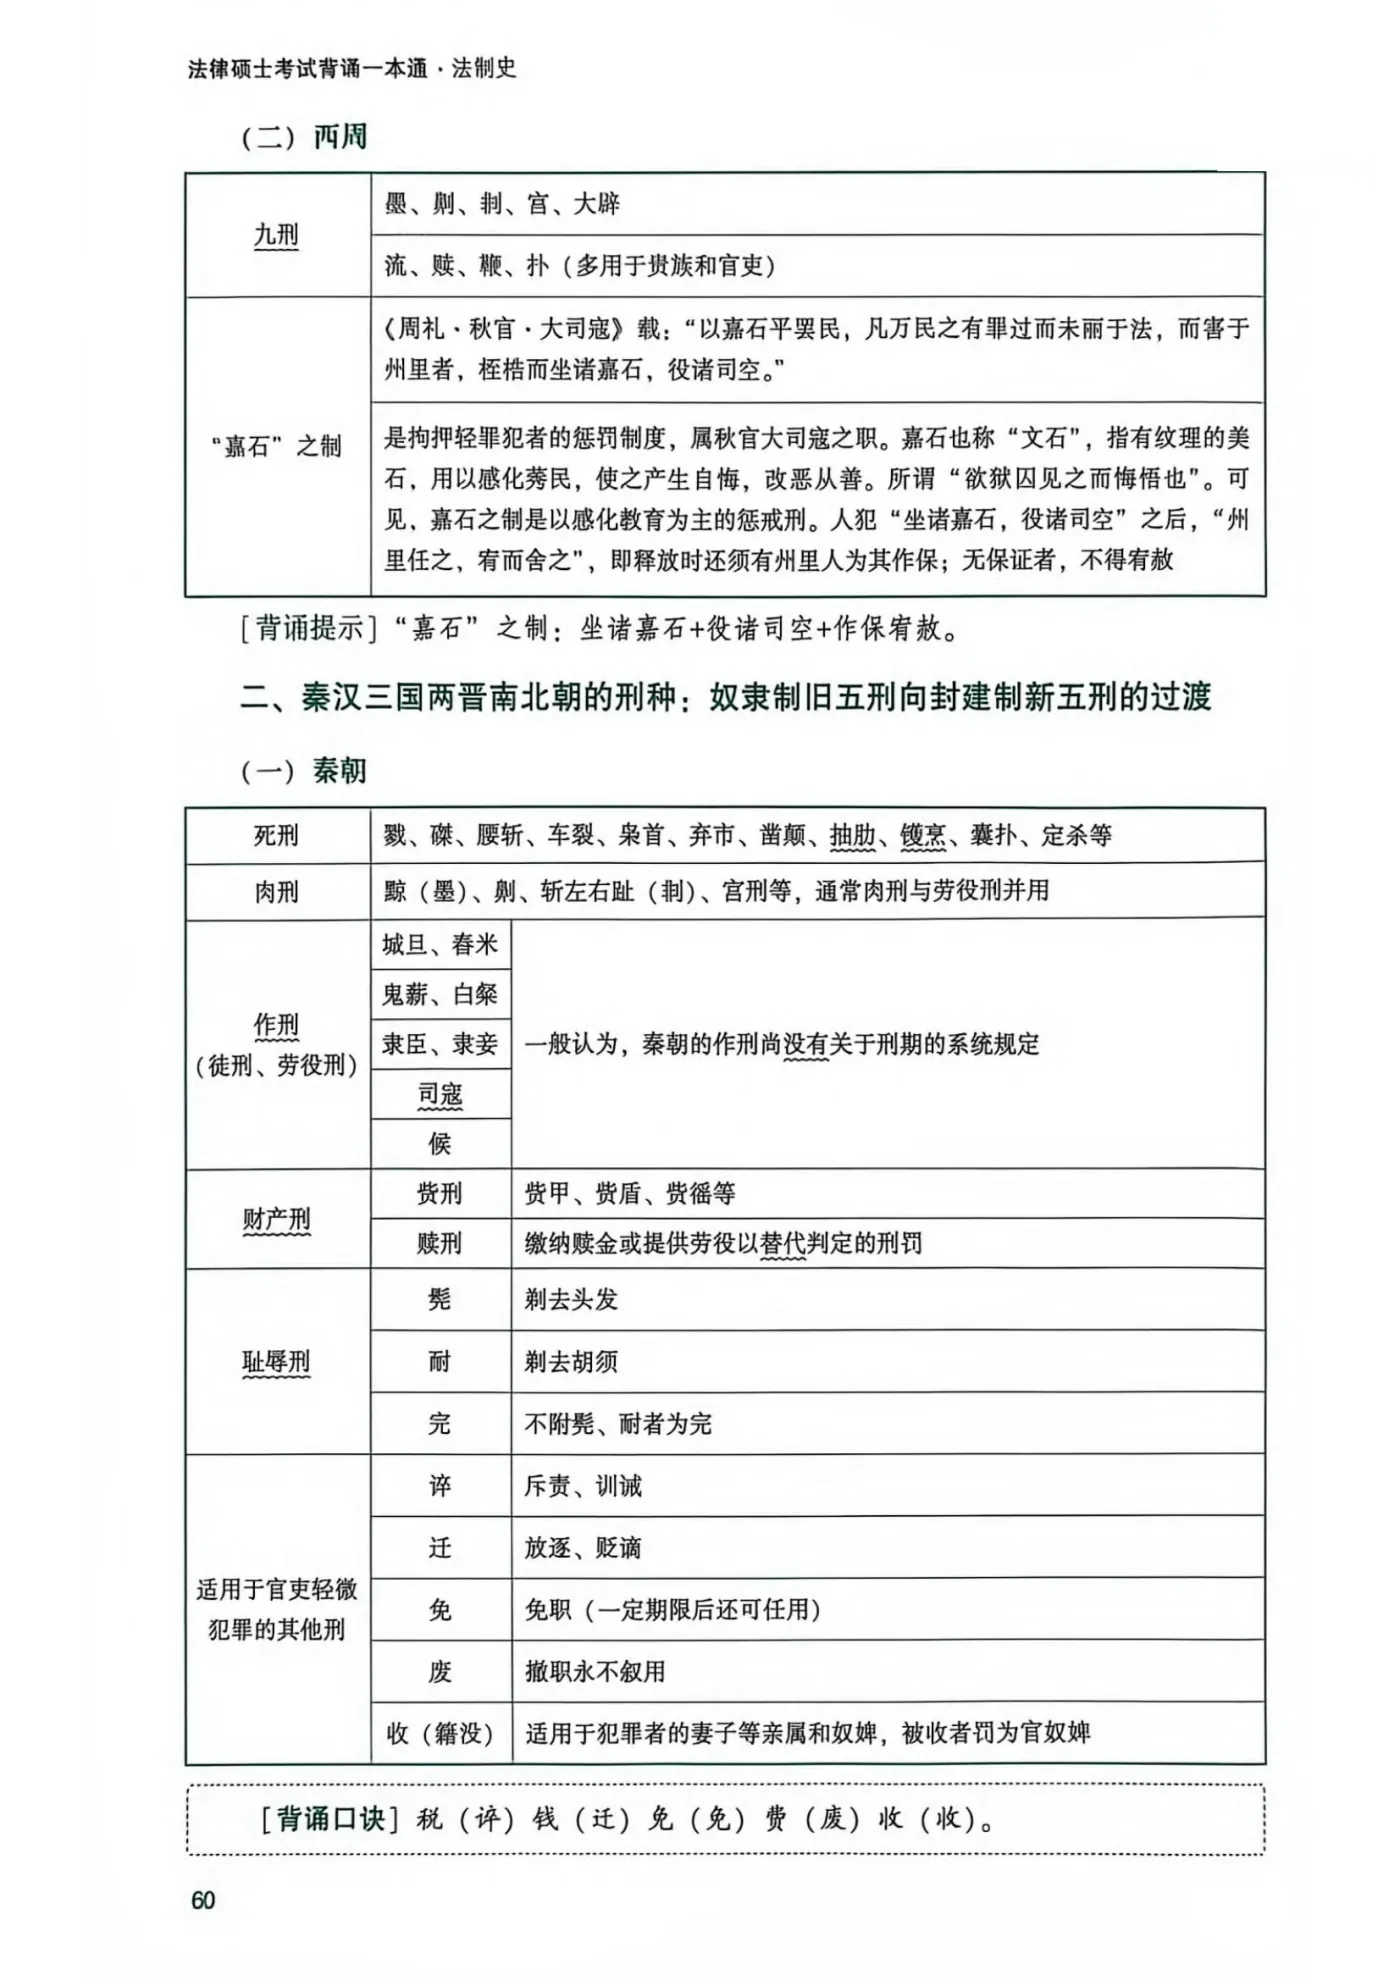 法律硕士考试背诵一本通·法制史
（二）西周
九刑
墨、劓、剕、宫、大辟
流、赎、鞭、扑（多用于贵族和官吏）
“嘉石”之制
《周礼·秋官·大司寇》载：“以嘉石平罢民，凡万民之有罪过而未丽于法，而害于
州里者，桎梏而坐诸嘉石，役诸司空。”
是拘押轻罪犯者的惩罚制度，属秋官大司寇之职。嘉石也称“文石”，指有纹理的美
石，用以感化莠民，使之产生自悔，改恶从善。所谓“欲狱囚见之而悔悟也”。可
见，嘉石之制是以感化教育为主的惩戒刑。人犯“坐诸嘉石，役诸司空”之后，“州
里任之，宥而舍之”，即释放时还须有州里人为其作保；无保证者，不得宥赦
［背诵提示］“嘉石”之制：坐诸嘉石+役诸司空+作保宥赦。
二、秦汉三国两晋南北朝的刑种：奴隶制旧五刑向封建制新五刑的过渡
（一）秦朝
死刑
戮、磔、腰斩、车裂、枭首、弃市、凿颠、抽肋、镬烹、囊扑、定杀等
肉刑
黥（墨）、劓、斩左右趾（剕）、宫刑等，通常肉刑与劳役刑并用
作刑
（徒刑、劳役刑）
城旦、舂米
鬼薪、白粲
隶臣、隶妾
司寇
候
一般认为，秦朝的作刑尚没有关于刑期的系统规定
财产刑
赀刑
赀甲、赀盾、赀徭等
赎刑
缴纳赎金或提供劳役以替代判定的刑罚
耻辱刑
髡
剃去头发
耐
剃去胡须
完
不附髡、耐者为完
适用于官吏轻微
犯罪的其他刑
谇
斥责、训诫
迁
放逐、贬谪
免
免职（一定期限后还可任用）
废
撤职永不叙用
收（籍没）
适用于犯罪者的妻子等亲属和奴婢，被收者罚为官奴婢
［背诵口诀］税（谇）钱（迁）免（免）费（废）收（收）。
60